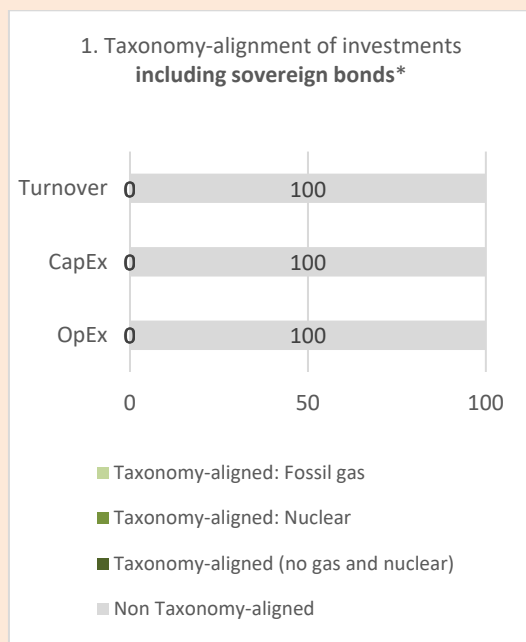 1. Taxonomy-alignment of investments
including sovereign bonds*
Turnover 0 100
CapEx 0 100
OpEx 0 100
0 50 100
Taxonomy-aligned: Fossil gas
Taxonomy-aligned: Nuclear
Taxonomy-aligned (no gas and nuclear)
Non Taxonomy-aligned